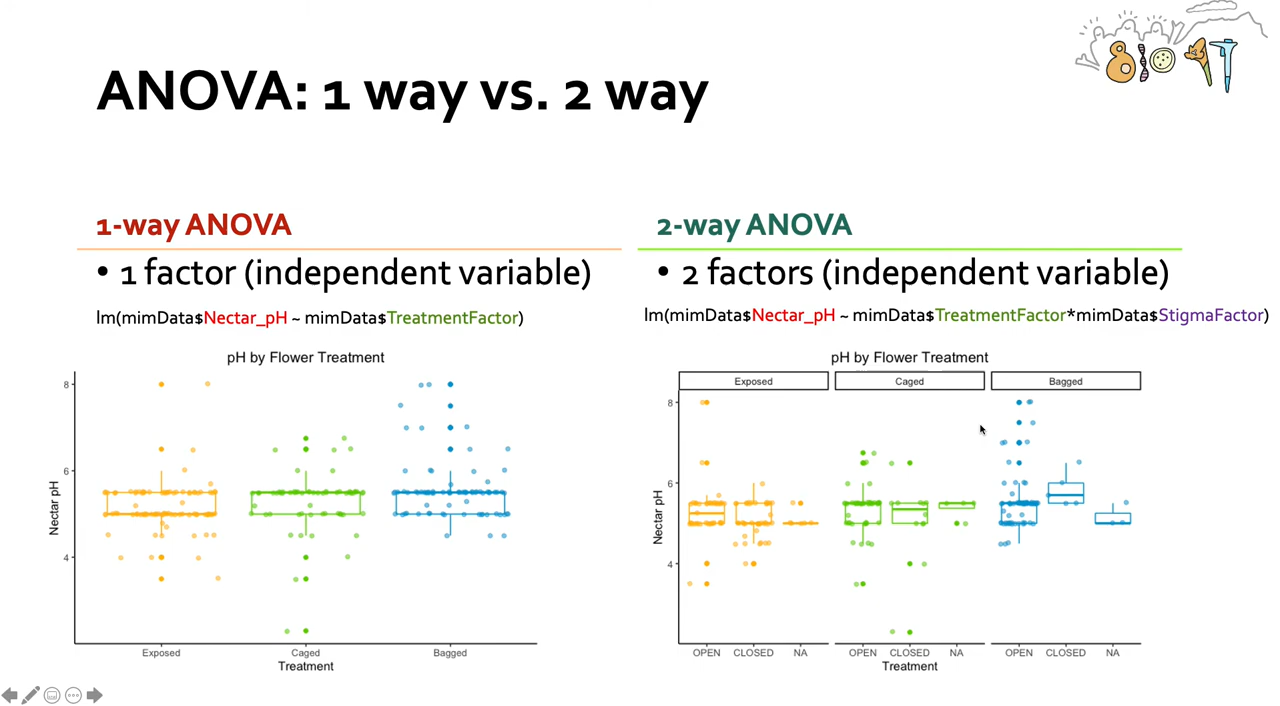 ANOVA: 1 way vs. 2 way
1-way ANOVA
• 1 factor (independent variable)
lm(mimData$Nectar_pH ~ mimData$TreatmentFactor)
pH by Flower Treatment
8
6
4
Nectar pH
Exposed Caged Bagged
Treatment
2-way ANOVA
• 2 factors (independent variable)
lm(mimData$Nectar_pH ~ mimData$TreatmentFactor*mimData$StigmaFactor)
pH by Flower Treatment
Exposed Caged Bagged
8
6
4
Nectar pH
OPEN CLOSED NA OPEN CLOSED NA OPEN CLOSED NA
Treatment